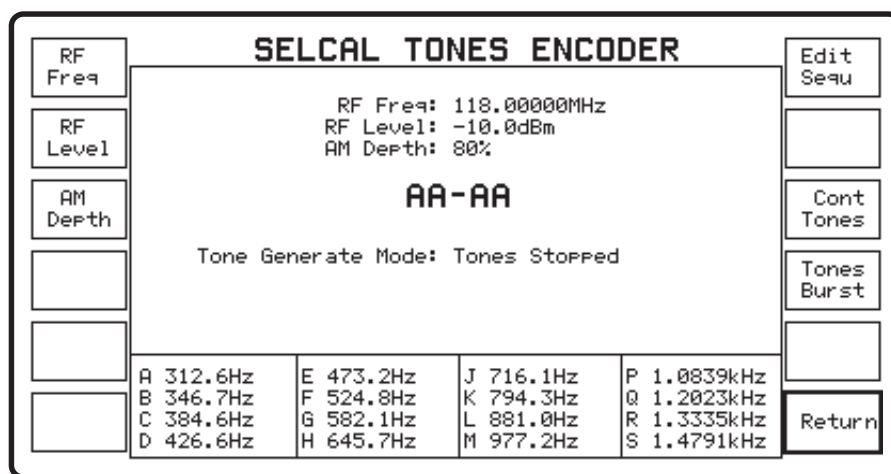 SELCAL TONES ENCODER
RF
Freq
RF
Level
AM
Depth
RF Freq: 118.00000MHz
RF Level: -10.0dBm
AM Depth: 80%
AA-AA
Tone Generate Mode: Tones Stopped
A 312.6Hz
B 346.7Hz
C 384.6Hz
D 426.6Hz
E 473.2Hz
F 524.8Hz
G 582.1Hz
H 645.7Hz
J 716.1Hz
K 794.3Hz
L 881.0Hz
M 977.2Hz
P 1.0839kHz
Q 1.2023kHz
R 1.3335kHz
S 1.4791kHz
Edit
Sequ
Cont
Tones
Tones
Burst
Return